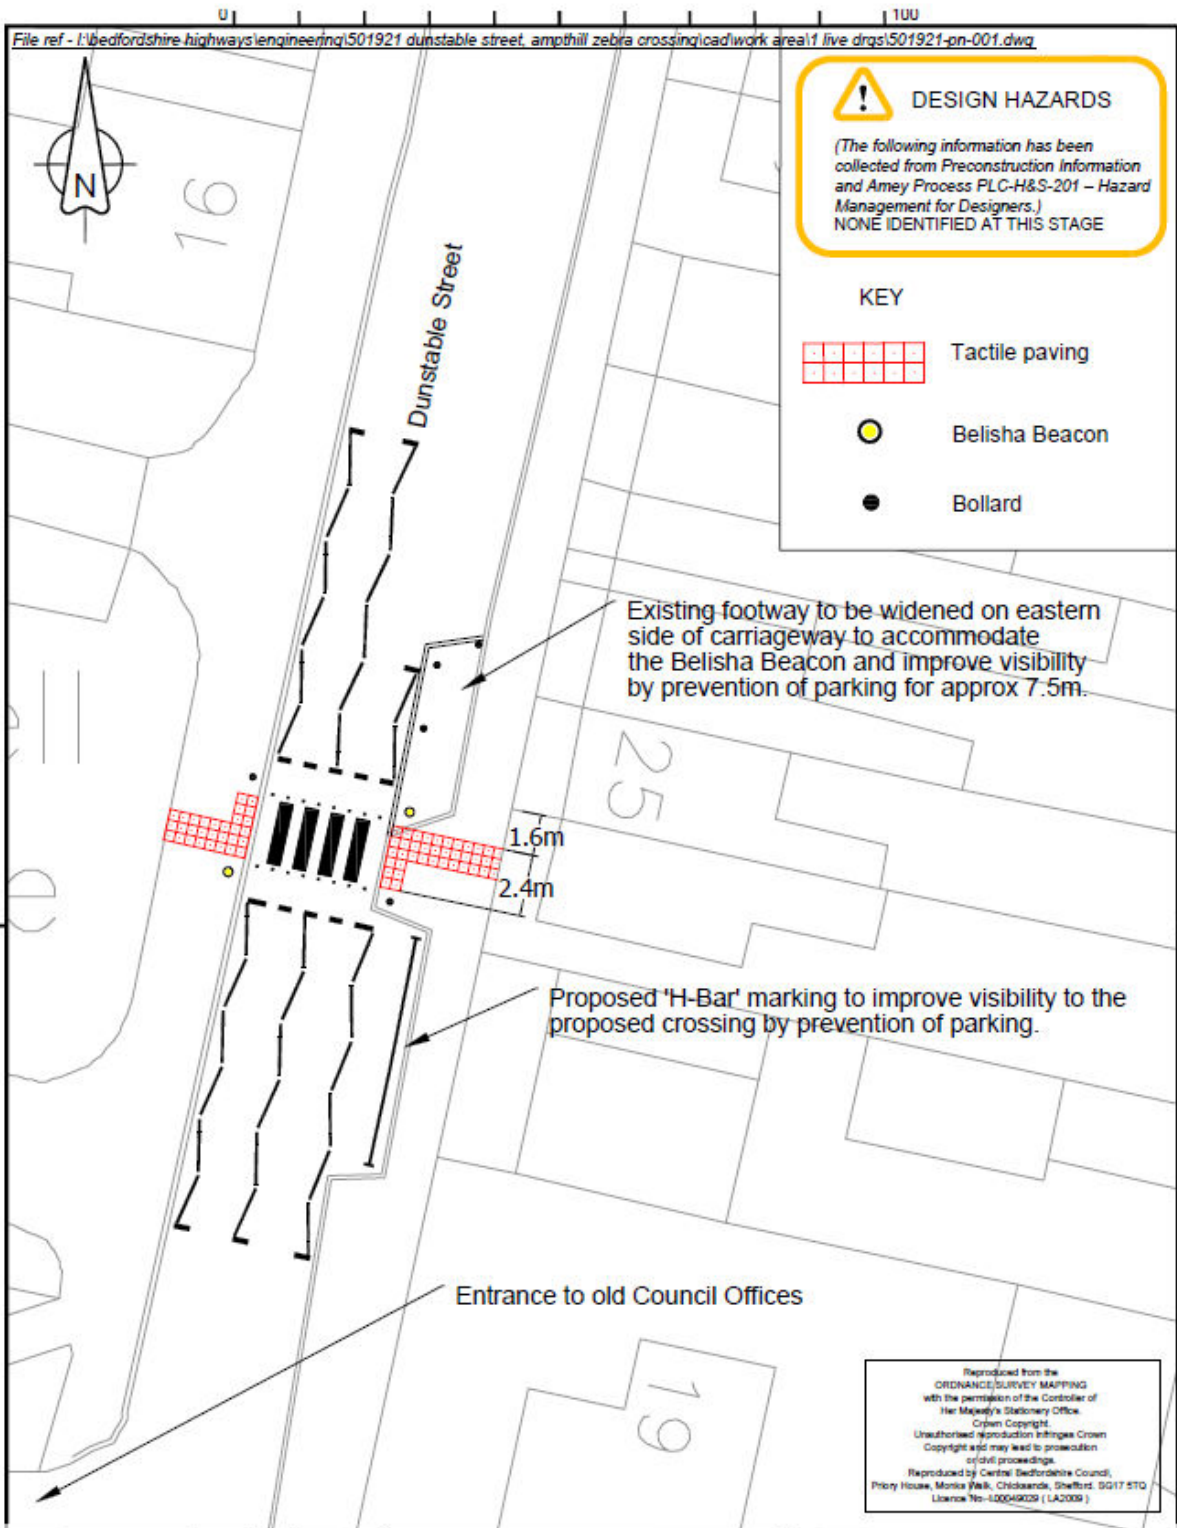 0
100
File ref - I:\bedfordshire highways\engineering\501921 dunstable street, ampthill zebra crossing\cad\work area\1 live drgs\501921-pn-001.dwg
N
16
Dunstable Street
DESIGN HAZARDS
(The following information has been
collected from Preconstruction Information
and Amey Process PLC-H&S-201 – Hazard
Management for Designers.)
NONE IDENTIFIED AT THIS STAGE
KEY
Tactile paving
Belisha Beacon
Bollard
Existing footway to be widened on eastern
side of carriageway to accommodate
the Belisha Beacon and improve visibility
by prevention of parking for approx 7.5m.
25
1.6m
2.4m
Proposed 'H-Bar' marking to improve visibility to the
proposed crossing by prevention of parking.
Entrance to old Council Offices
19
Reproduced from the
ORDNANCE SURVEY MAPPING
with the permission of the Controller of
Her Majesty's Stationery Office.
Crown Copyright.
Unauthorised reproduction infringes Crown
Copyright and may lead to prosecution
or civil proceedings.
Reproduced by Central Bedfordshire Council,
Priory House, Monks Walk, Chicksands, Shefford. SG17 5TQ
Licence No. 100049029 ( LA2009 )